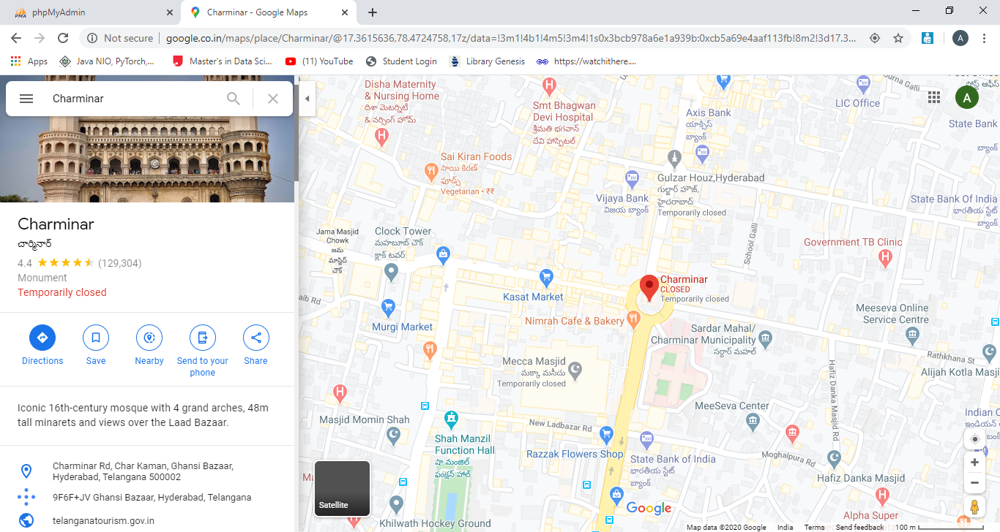 phpMyAdmin
Charminar - Google Maps
Not secure
google.co.in/maps/place/Charminar/@17.3615636,78.4724758,17z/data=!3m1!4b1!4m5!3m4!1s0x3bcb978a6e1a939b:0xcb5a69e4aaf113fb!8m2!3d17.3...
A
Apps
Java NIO, PyTorch,...
Master's in Data Sci...
(11) YouTube
Student Login
Library Genesis
https://watchithere....
Charminar
Charminar
చార్మినార్
4.4
(129,304)
Monument
Temporarily closed
Directions
Save
Nearby
Send to your
phone
Share
Iconic 16th-century mosque with 4 grand arches, 48m
tall minarets and views over the Laad Bazaar.
Charminar Rd, Char Kaman, Ghansi Bazaar,
Hyderabad, Telangana 500002
9F6F+JV Ghansi Bazaar, Hyderabad, Telangana
telanganatourism.gov.in
Disha Maternity
& Nursing Home
దిశా మెటర్నిటీ
& నర్సింగ్ హోమ్
Smt Bhagwan
Devi Hospital
శ్రీమతి భగవాన్
దేవి హాస్పిటల్
Axis Bank
యాక్సిస్
బ్యాంక్
LIC Office
పోస్ట్ ఆఫీస్
A
State Bank
బ్యాంక్
Sai Kiran Foods
సాయి కిరణ్
ఫూడ్స్
Vegetarian • ₹₹
Gulzar Houz,Hyderabad
గుల్జార్ హౌజ్,
హైదరాబాద్
Temporarily closed
Vijaya Bank
విజయ బ్యాంక్
State Bank Of India
భారతీయ స్టేట్
బ్యాంక్
Jama Masjid
Chowk
జమ
మాస్జిద్
చౌక్
Clock Tower
మహబూబ్ చౌక్
క్లాక్ టవర్
School Galli
Government TB Clinic
Kasat Market
Charminar
CLOSED
Temporarily closed
aib Rd
Murgi Market
Nimrah Cafe & Bakery
Meeseva Online
Service Centre
Sardar Mahal/
Charminar Municipality
సర్దార్ మహల్
Mecca Masjid
మక్కా మసీదు
Temporarily closed
Rathkhana St
Alijah Kotla Masji
Hafiz Danka Masjid Rd
MeeSeva Center
Masjid Momin Shah
New Ladbazar Rd
Indian O
ఇండియన్
Shah Manzil
Function Hall
షా మంజిల్
ఫంక్షన్ హాల్
Razzak Flowers Shop
State Bank of India
భారతీయ స్టేట్
బ్యాంక్
Moghalpura Rd
Hafiz Danka Masjid
Satellite
Khilwath Hockey Ground
Google
Alpha Super
Map data ©2020 Google
India
Terms
Send feedback
100 m